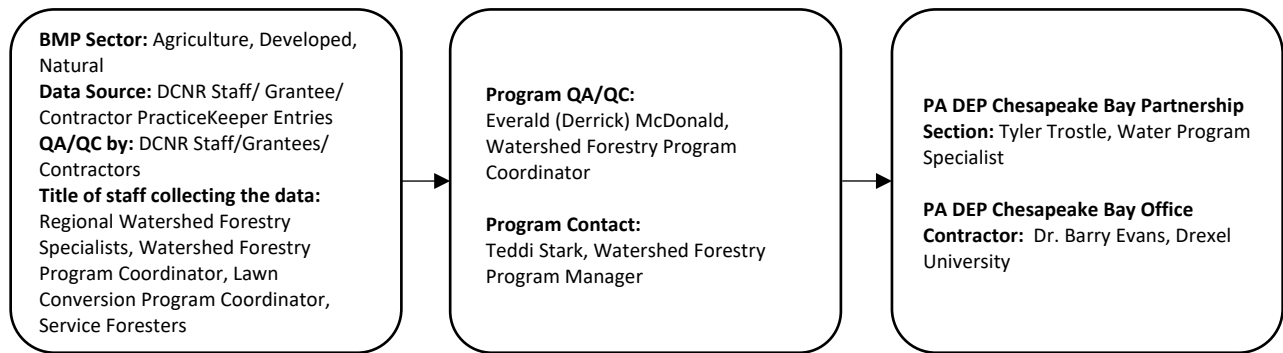 BMP Sector: Agriculture, Developed,
Natural
Data Source: DCNR Staff/ Grantee/
Contractor PracticeKeeper Entries
QA/QC by: DCNR Staff/Grantees/
Contractors
Title of staff collecting the data:
Regional Watershed Forestry
Specialists, Watershed Forestry
Program Coordinator, Lawn
Conversion Program Coordinator,
Service Foresters
Program QA/QC:
Everald (Derrick) McDonald,
Watershed Forestry Program
Coordinator
Program Contact:
Teddi Stark, Watershed Forestry
Program Manager
PA DEP Chesapeake Bay Partnership
Section: Tyler Trostle, Water Program
Specialist
PA DEP Chesapeake Bay Office
Contractor: Dr. Barry Evans, Drexel
University